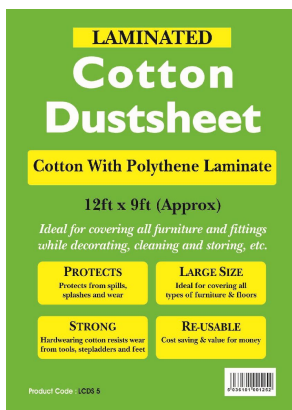 LAMINATED
Cotton
Dustsheet
Cotton With Polythene Laminate
12ft x 9ft (Approx)
Ideal for covering all furniture and fittings
while decorating, cleaning and storing, etc.
PROTECTS
Protects from spills,
splashes and wear
LARGE SIZE
Ideal for covering all
types of furniture & floors
STRONG
Hardwearing cotton resists wear
from tools, stepladders and feet
RE-USABLE
Cost saving & value for money
Product Code : LCDS 5